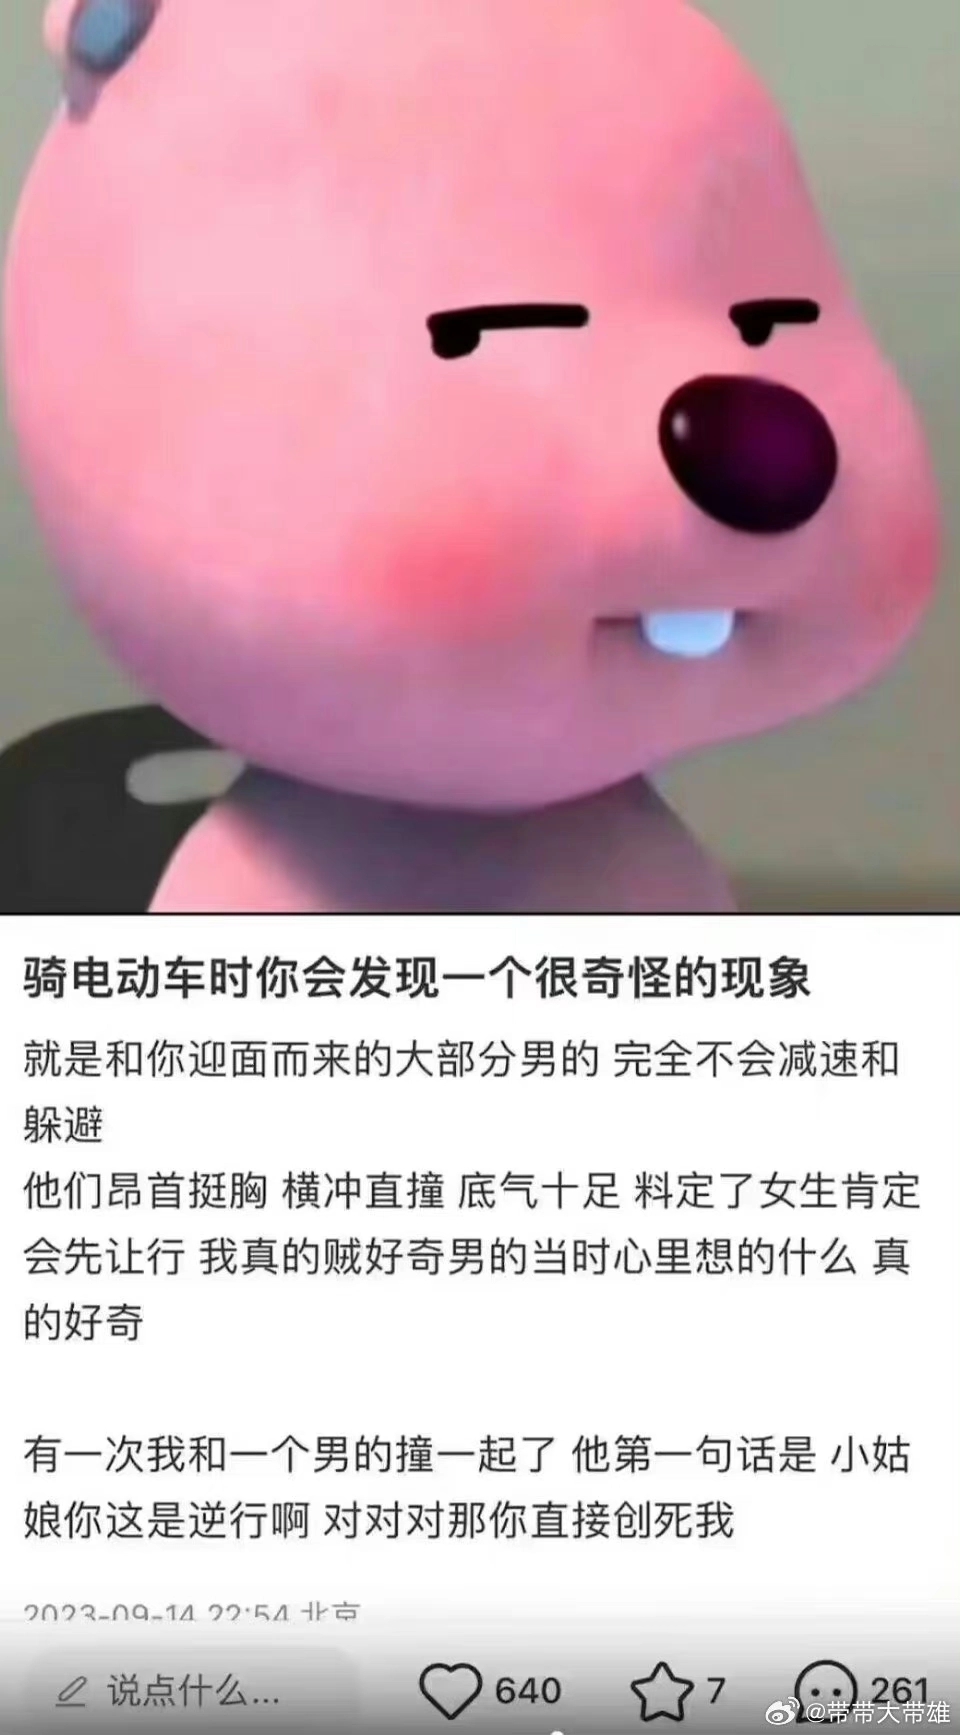 骑电动车时你会发现一个很奇怪的现象
就是和你迎面而来的大部分男的 完全不会减速和
躲避
他们昂首挺胸 横冲直撞 底气十足 料定了女生肯定
会先让行 我真的贼好奇男的当时心里想的什么 真
的好奇
有一次我和一个男的撞一起了 他第一句话是 小姑
娘你这是逆行啊 对对对那你直接创死我
2023-09-14 22:54 北京
说点什么...
640
7
261
@带带大带雄